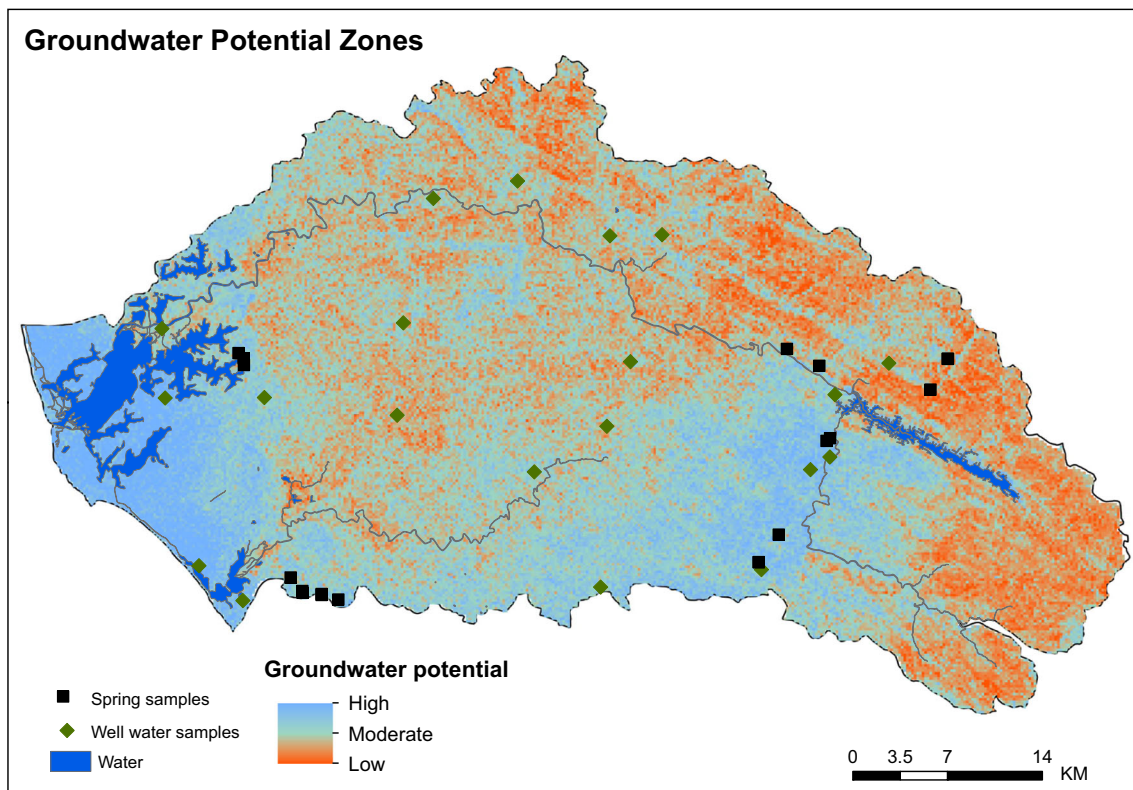 Groundwater Potential Zones
Groundwater potential
Spring samples
Well water samples
Water
High
Moderate
Low
0 3.5 7 14
KM